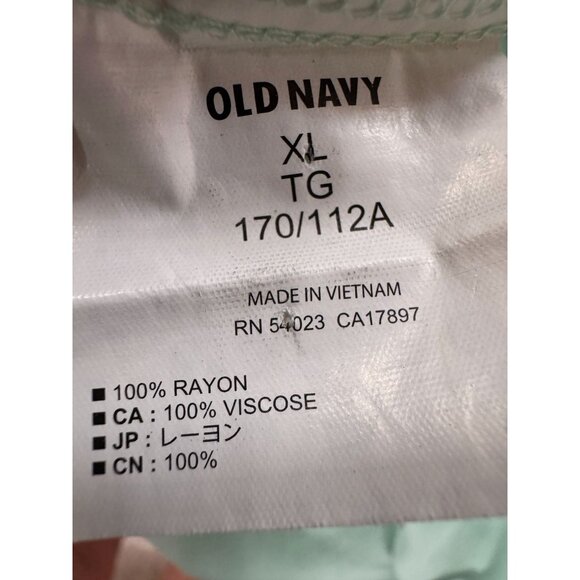 OLD NAVY
XL
TG
170/112A
MADE IN VIETNAM
RN 54023 CA17897
■ 100% RAYON
■ CA : 100% VISCOSE
■ JP : レーヨン
■ CN : 100%